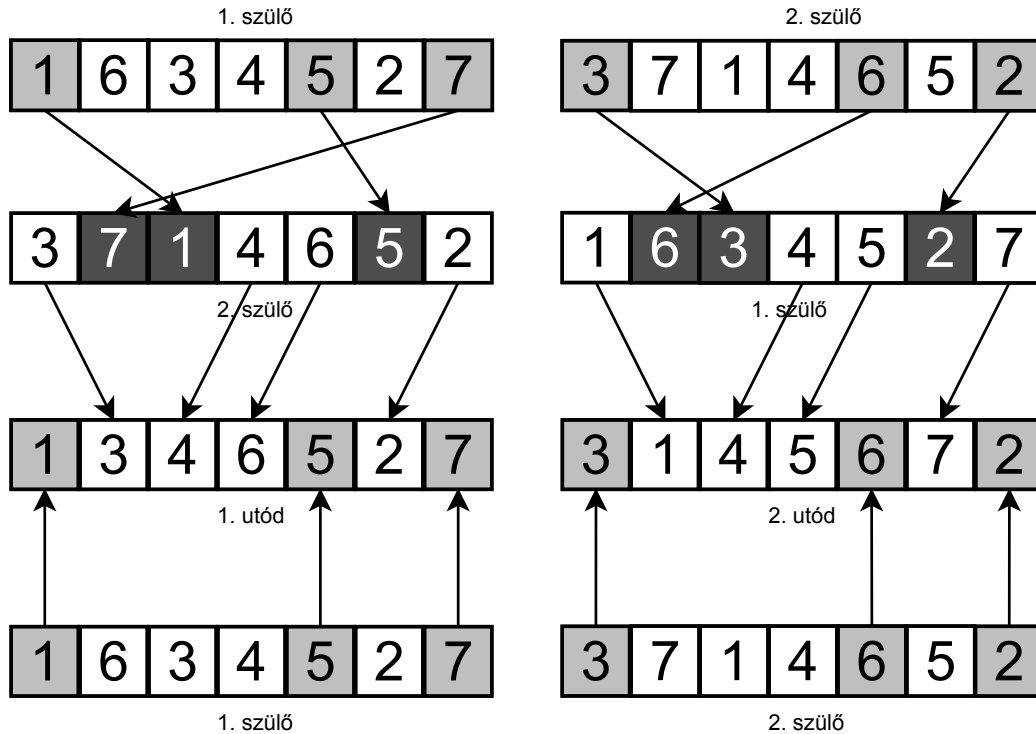 1. szülő
1 6 3 4 5 2 7
3 7 1 4 6 5 2
2. szülő
1 3 4 6 5 2 7
1. utód
1 6 3 4 5 2 7
1. szülő
2. szülő
3 7 1 4 6 5 2
1 6 3 4 5 2 7
1. szülő
3 1 4 5 6 7 2
2. utód
3 7 1 4 6 5 2
2. szülő